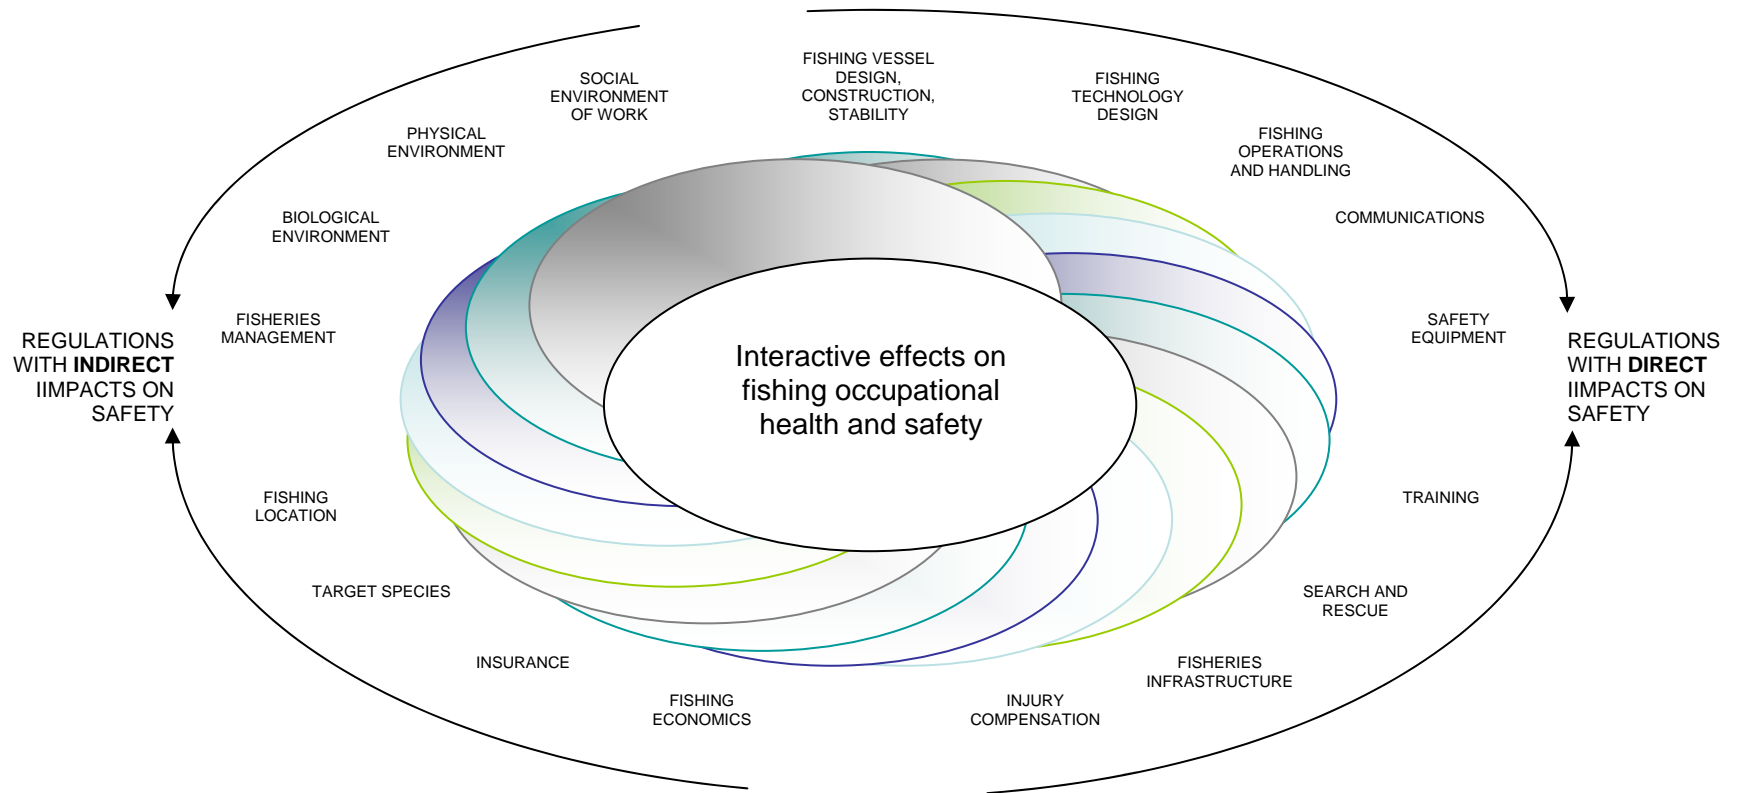 FISHING VESSEL
DESIGN,
CONSTRUCTION,
STABILITY
FISHING
TECHNOLOGY
DESIGN
FISHING
OPERATIONS
AND HANDLING
COMMUNICATIONS
SAFETY
EQUIPMENT
REGULATIONS
WITH DIRECT
IIMPACTS ON
SAFETY
TRAINING
SEARCH AND
RESCUE
FISHERIES
INFRASTRUCTURE
INJURY
COMPENSATION
FISHING
ECONOMICS
INSURANCE
TARGET SPECIES
FISHING
LOCATION
REGULATIONS
WITH INDIRECT
IIMPACTS ON
SAFETY
FISHERIES
MANAGEMENT
BIOLOGICAL
ENVIRONMENT
PHYSICAL
ENVIRONMENT
SOCIAL
ENVIRONMENT
OF WORK
Interactive effects on
fishing occupational
health and safety